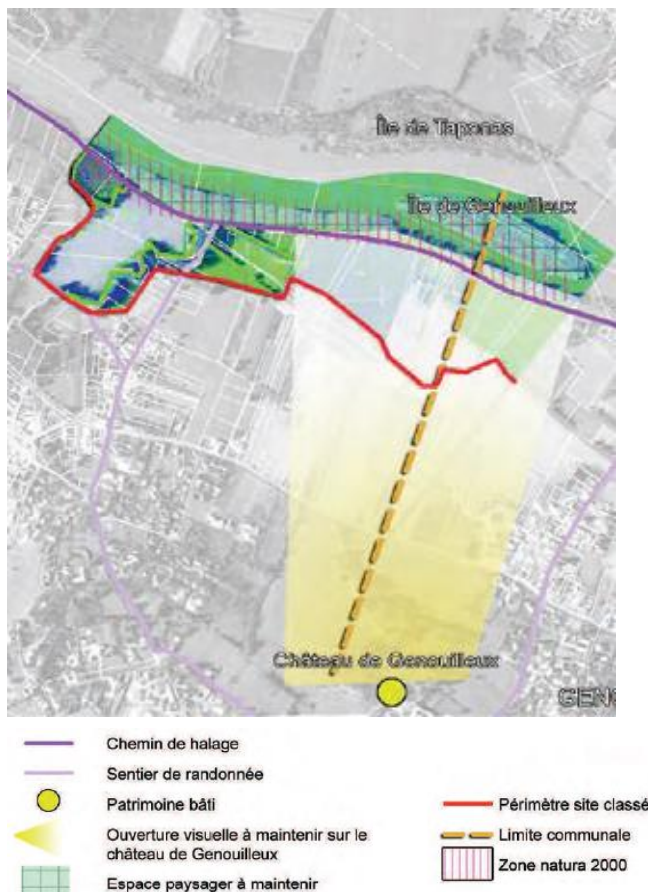 Île de Taponas
Île de Genouilleux
Château de Genouilleux
GENO
Chemin de halage
Sentier de randonnée
Patrimoine bâti
Ouverture visuelle à maintenir sur le
château de Genouilleux
Espace paysager à maintenir
Périmètre site classé
Limite communale
Zone natura 2000